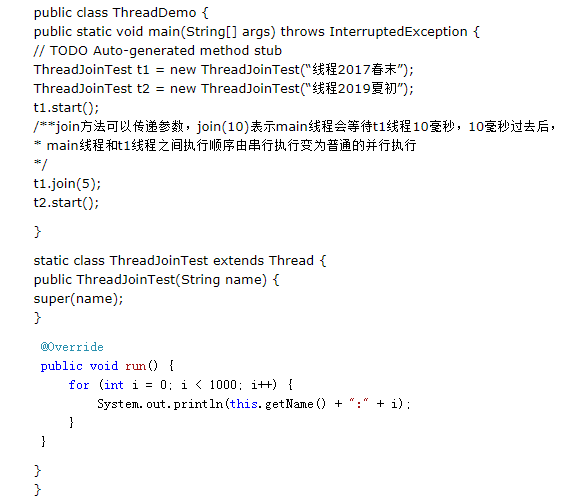 public class ThreadDemo {
public static void main(String[] args) throws InterruptedException {
// TODO Auto-generated method stub
ThreadJoinTest t1 = new ThreadJoinTest(“线程2017春末”);
ThreadJoinTest t2 = new ThreadJoinTest(“线程2019夏初”);
t1.start();
/**join方法可以传递参数，join(10)表示main线程会等待t1线程10毫秒，10毫秒过去后，
* main线程和t1线程之间执行顺序由串行执行变为普通的并行执行
*/
t1.join(5);
t2.start();
}
static class ThreadJoinTest extends Thread {
public ThreadJoinTest(String name) {
super(name);
}
@Override
public void run() {
for (int i = 0; i < 1000; i++) {
System.out.println(this.getName() + ":" + i);
}
}
}
}